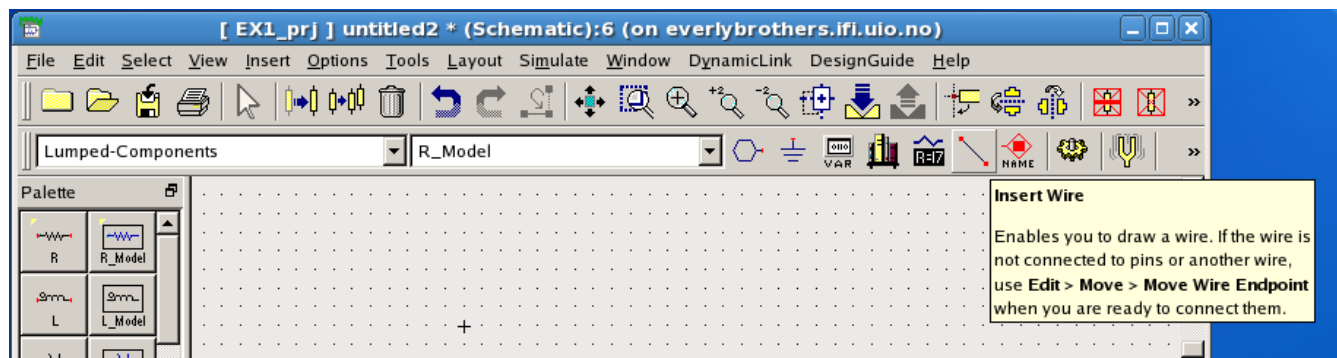 [ EX1_prj ] untitled2 * (Schematic):6 (on everlybrothers.ifi.uio.no)
File Edit Select View Insert Options Tools Layout Simulate Window DynamicLink DesignGuide Help
+2 -2 »
Lumped-Components R_Model VAR NAME »
Palette
R R_Model
L L_Model
Insert Wire
Enables you to draw a wire. If the wire is
not connected to pins or another wire,
use Edit > Move > Move Wire Endpoint
when you are ready to connect them.